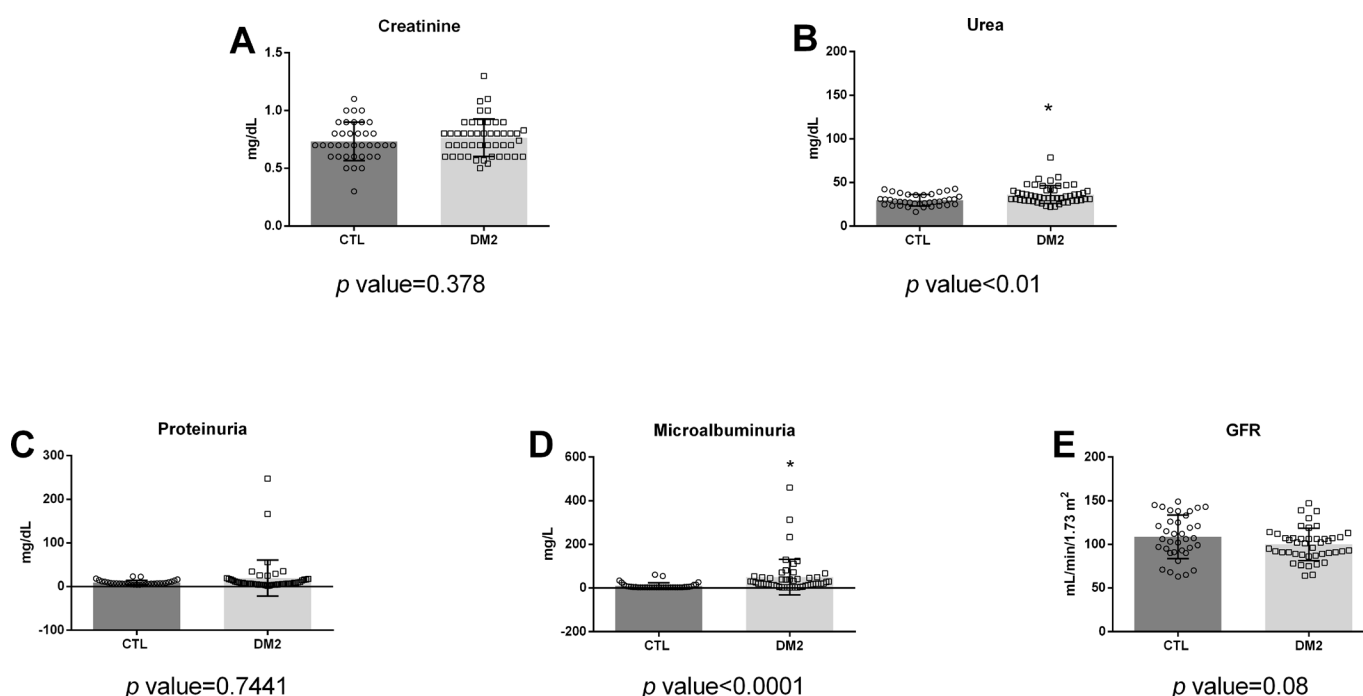 A
Creatinine
mg/dL
1.5
1.0
0.5
0.0
CTL
DM2
p value=0.378
B
Urea
mg/dL
200
150
100
50
0
*
CTL
DM2
p value<0.01
C
Proteinuria
mg/dL
300
200
100
0
-100
CTL
DM2
p value=0.7441
D
Microalbuminuria
mg/L
600
400
200
0
-200
*
CTL
DM2
p value<0.0001
E
GFR
mL/min/1.73 m²
200
150
100
50
0
CTL
DM2
p value=0.08